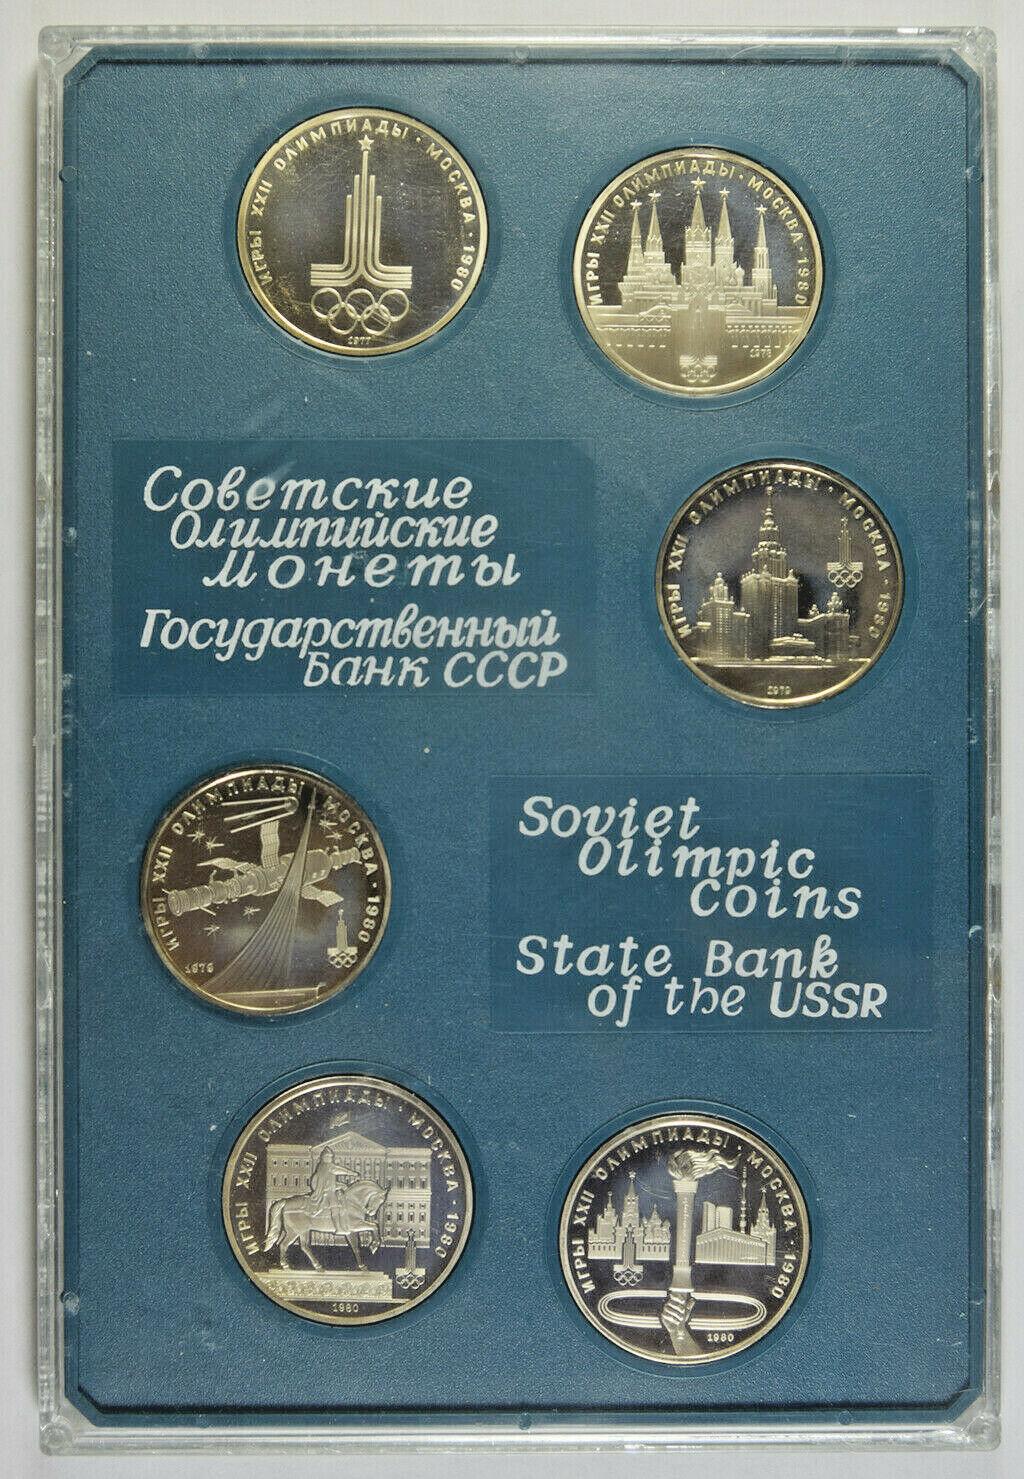 ИГРЫ XXII ОЛИМПИАДЫ · МОСКВА · 1980
1977
ИГРЫ XXII ОЛИМПИАДЫ · МОСКВА · 1980
1978
Советские
Олимпийские
Монеты
Государственный
Банк СССР
ИГРЫ XXII ОЛИМПИАДЫ · МОСКВА · 1980
1979
ИГРЫ XXII ОЛИМПИАДЫ · МОСКВА · 1980
1979
Soviet
Olimpic
Coins
State Bank
of the USSR
ИГРЫ XXII ОЛИМПИАДЫ · МОСКВА · 1980
1980
ИГРЫ XXII ОЛИМПИАДЫ · МОСКВА · 1980
1980